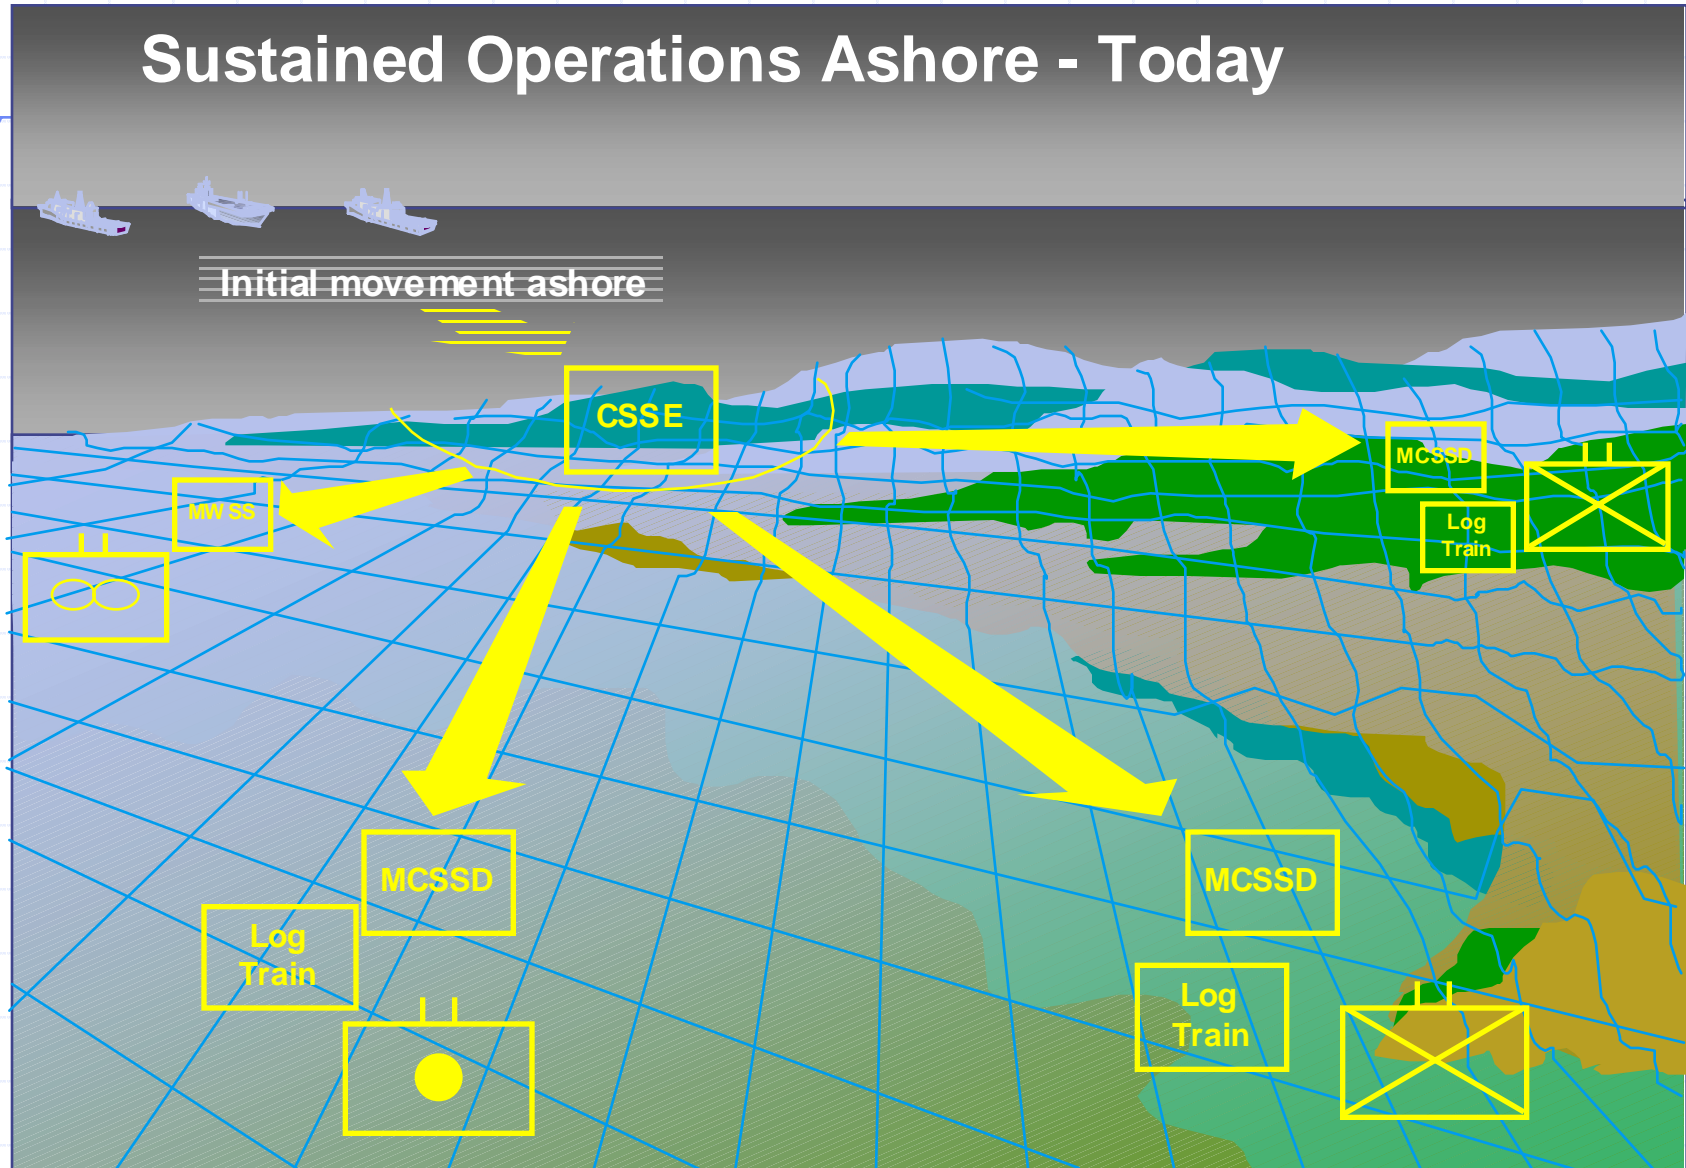 Sustained Operations Ashore - Today
Initial movement ashore
CSSE
MCSSD
MWSS
Log
Train
MCSSD
MCSSD
Log
Train
Log
Train